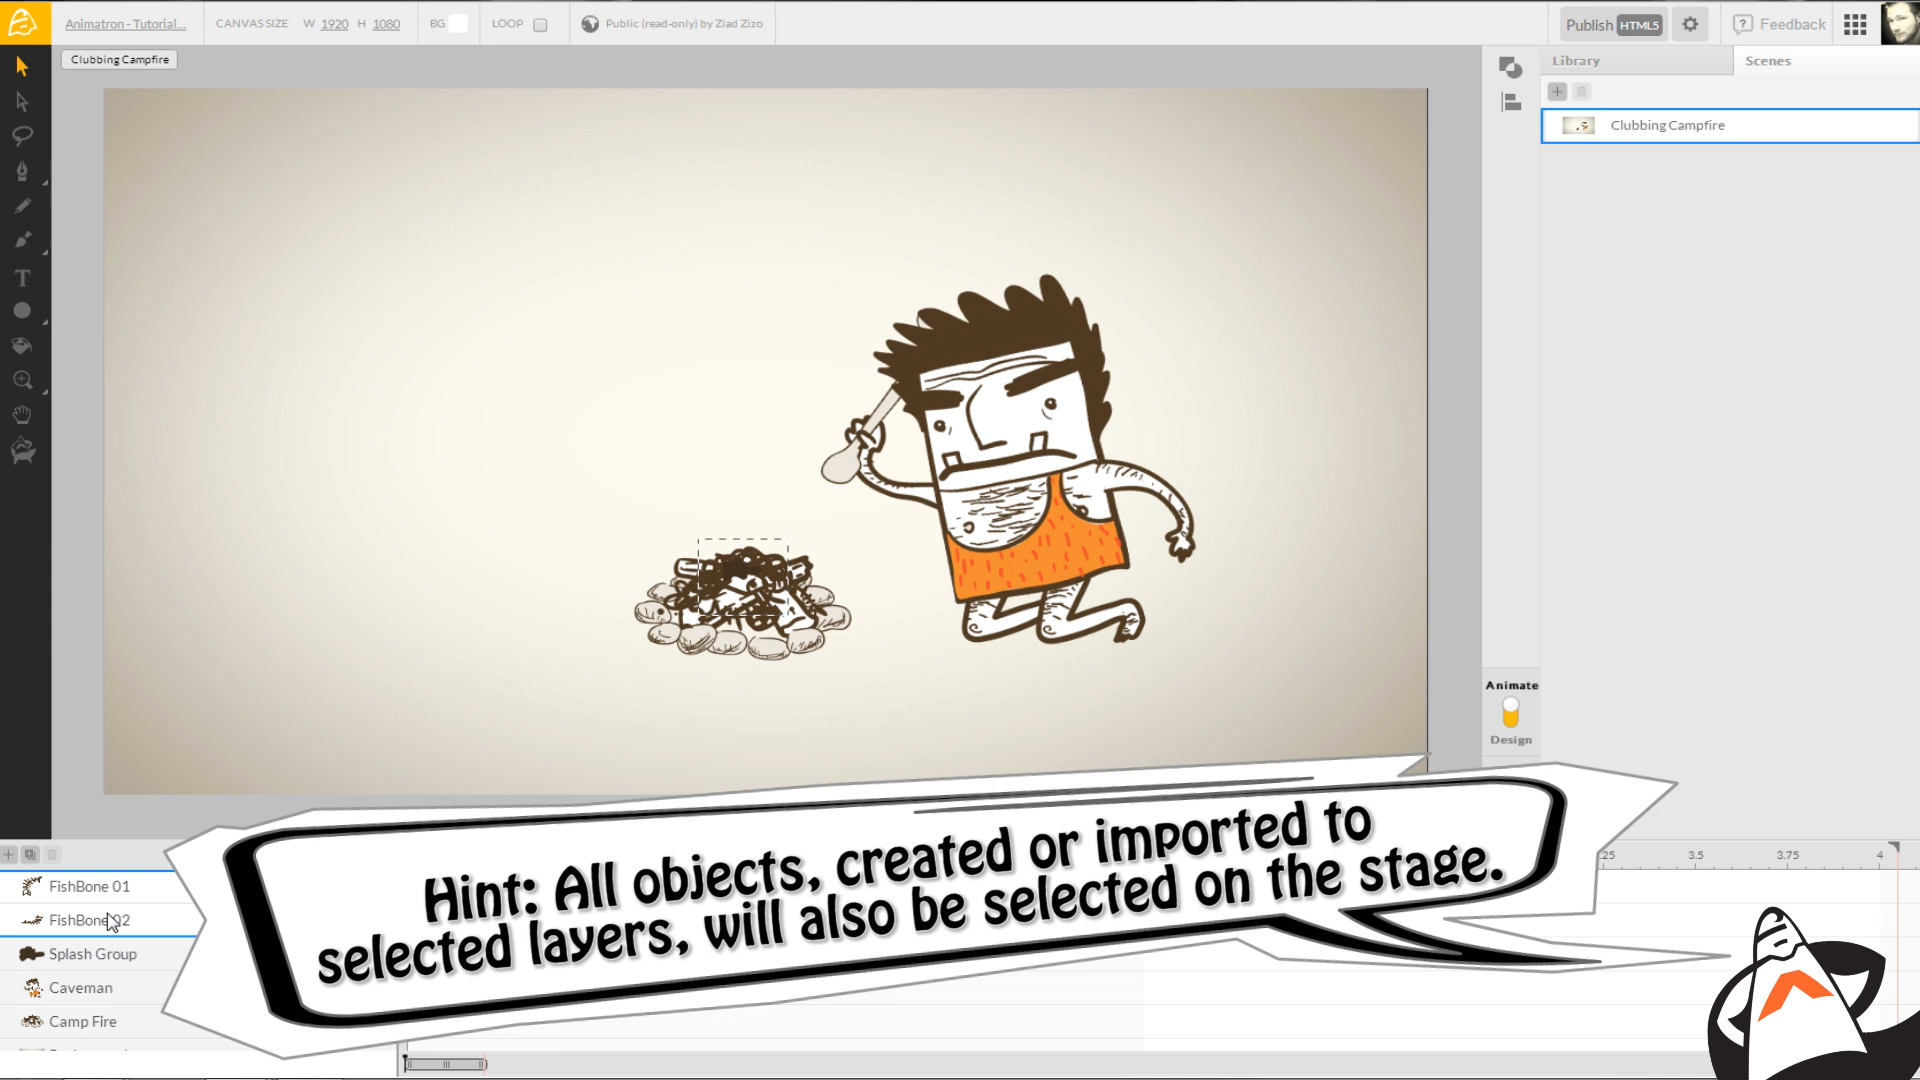 Animatron - Tutorial...
CANVAS SIZE W 1920 H 1080
BG
LOOP
Public (read-only) by Ziad Zizo
Publish HTML5
? Feedback
Clubbing Campfire
Library
Scenes
Clubbing Campfire
T
Animate
Design
Hint: All objects, created or imported to
selected layers, will also be selected on the stage.
.25 3.5 3.75 4
FishBone 01
FishBone 02
Splash Group
Caveman
Camp Fire